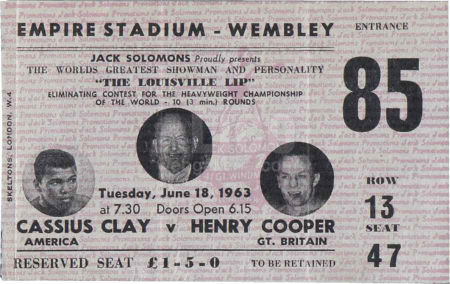 EMPIRE STADIUM - WEMBLEY
JACK SOLOMONS Proudly presents
THE WORLDS GREATEST SHOWMAN AND PERSONALITY
"THE LOUISVILLE LIP"
ELIMINATING CONTEST FOR THE HEAVYWEIGHT CHAMPIONSHIP
OF THE WORLD - 10 (3 min.) ROUNDS
Tuesday, June 18, 1963
at 7.30 Doors Open 6.15
CASSIUS CLAY v HENRY COOPER
AMERICA GT. BRITAIN
RESERVED SEAT £1-5-0 TO BE RETAINED
ENTRANCE
85
ROW
13
SEAT
47
SKELTONS, LONDON, W.4